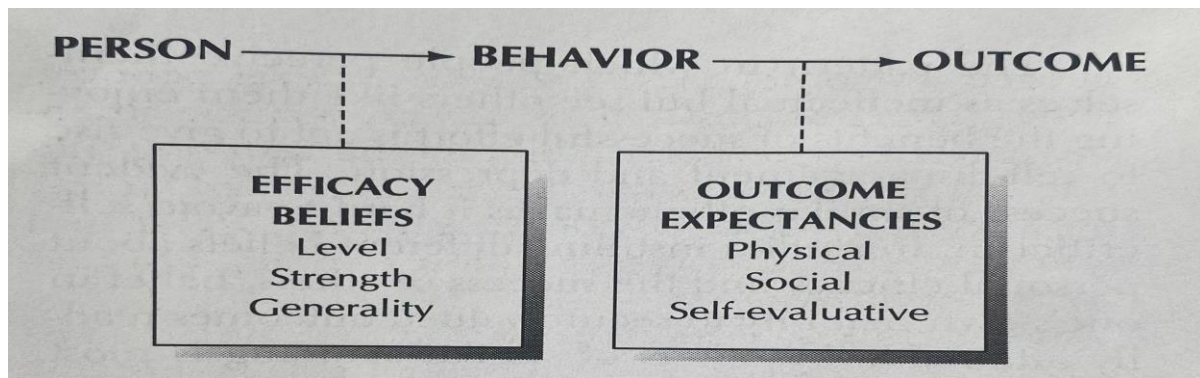 PERSON BEHAVIOR OUTCOME
EFFICACY
BELIEFS
Level
Strength
Generality
OUTCOME
EXPECTANCIES
Physical
Social
Self-evaluative